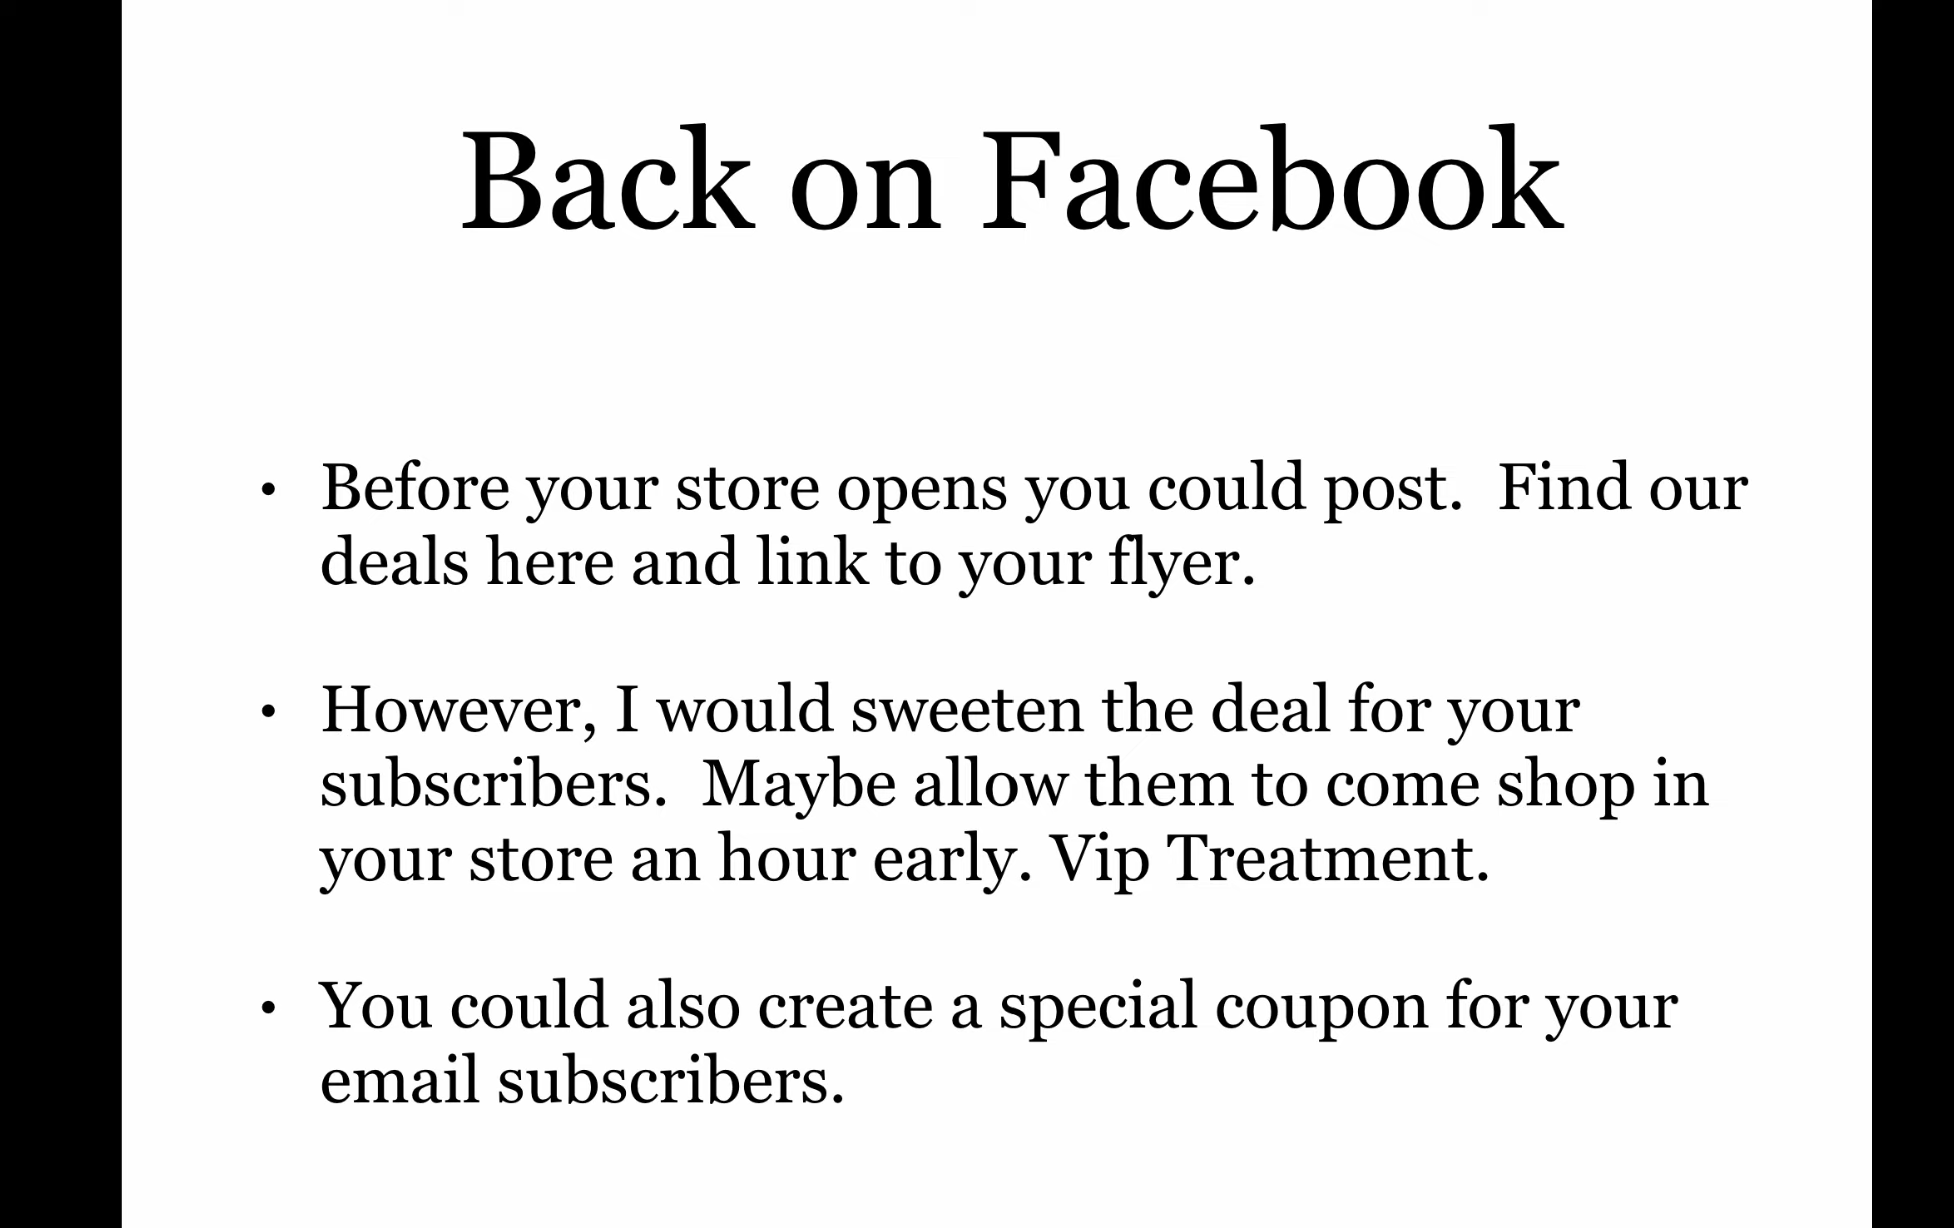 Back on Facebook
• Before your store opens you could post.  Find our
deals here and link to your flyer.
• However, I would sweeten the deal for your
subscribers.  Maybe allow them to come shop in
your store an hour early. Vip Treatment.
• You could also create a special coupon for your
email subscribers.